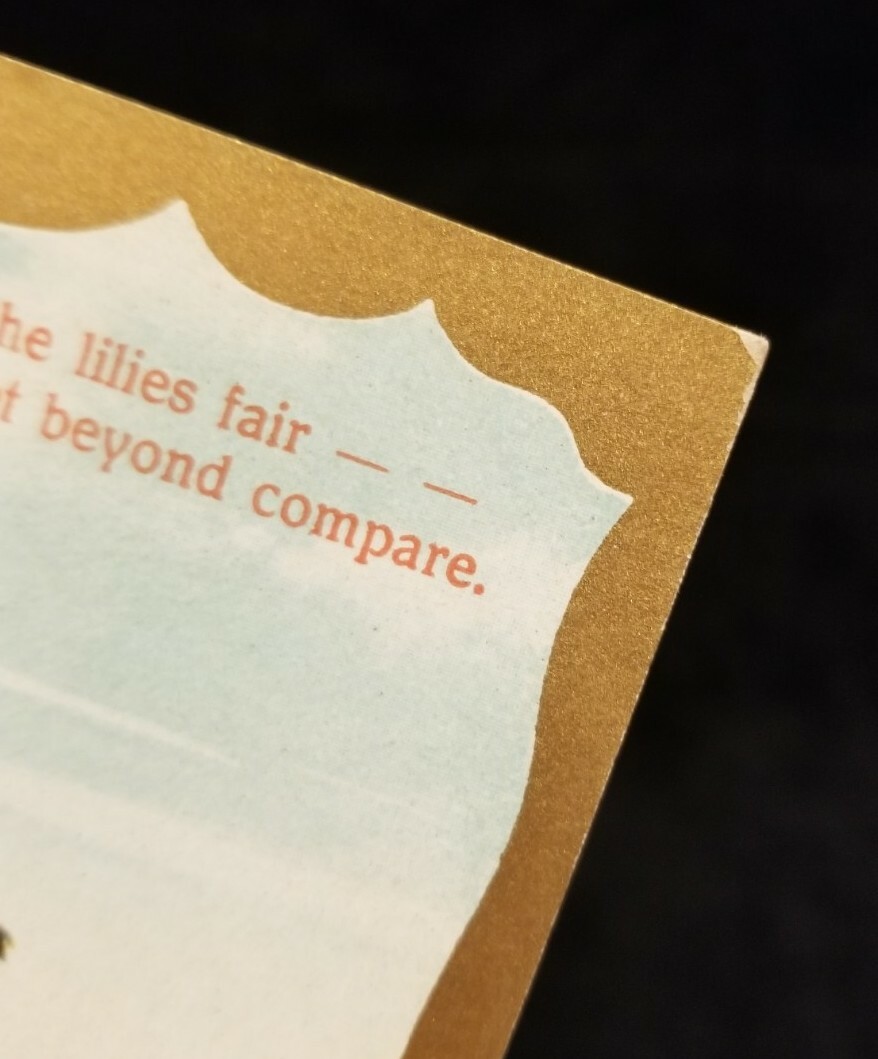 he lilies fair — —
t beyond compare.